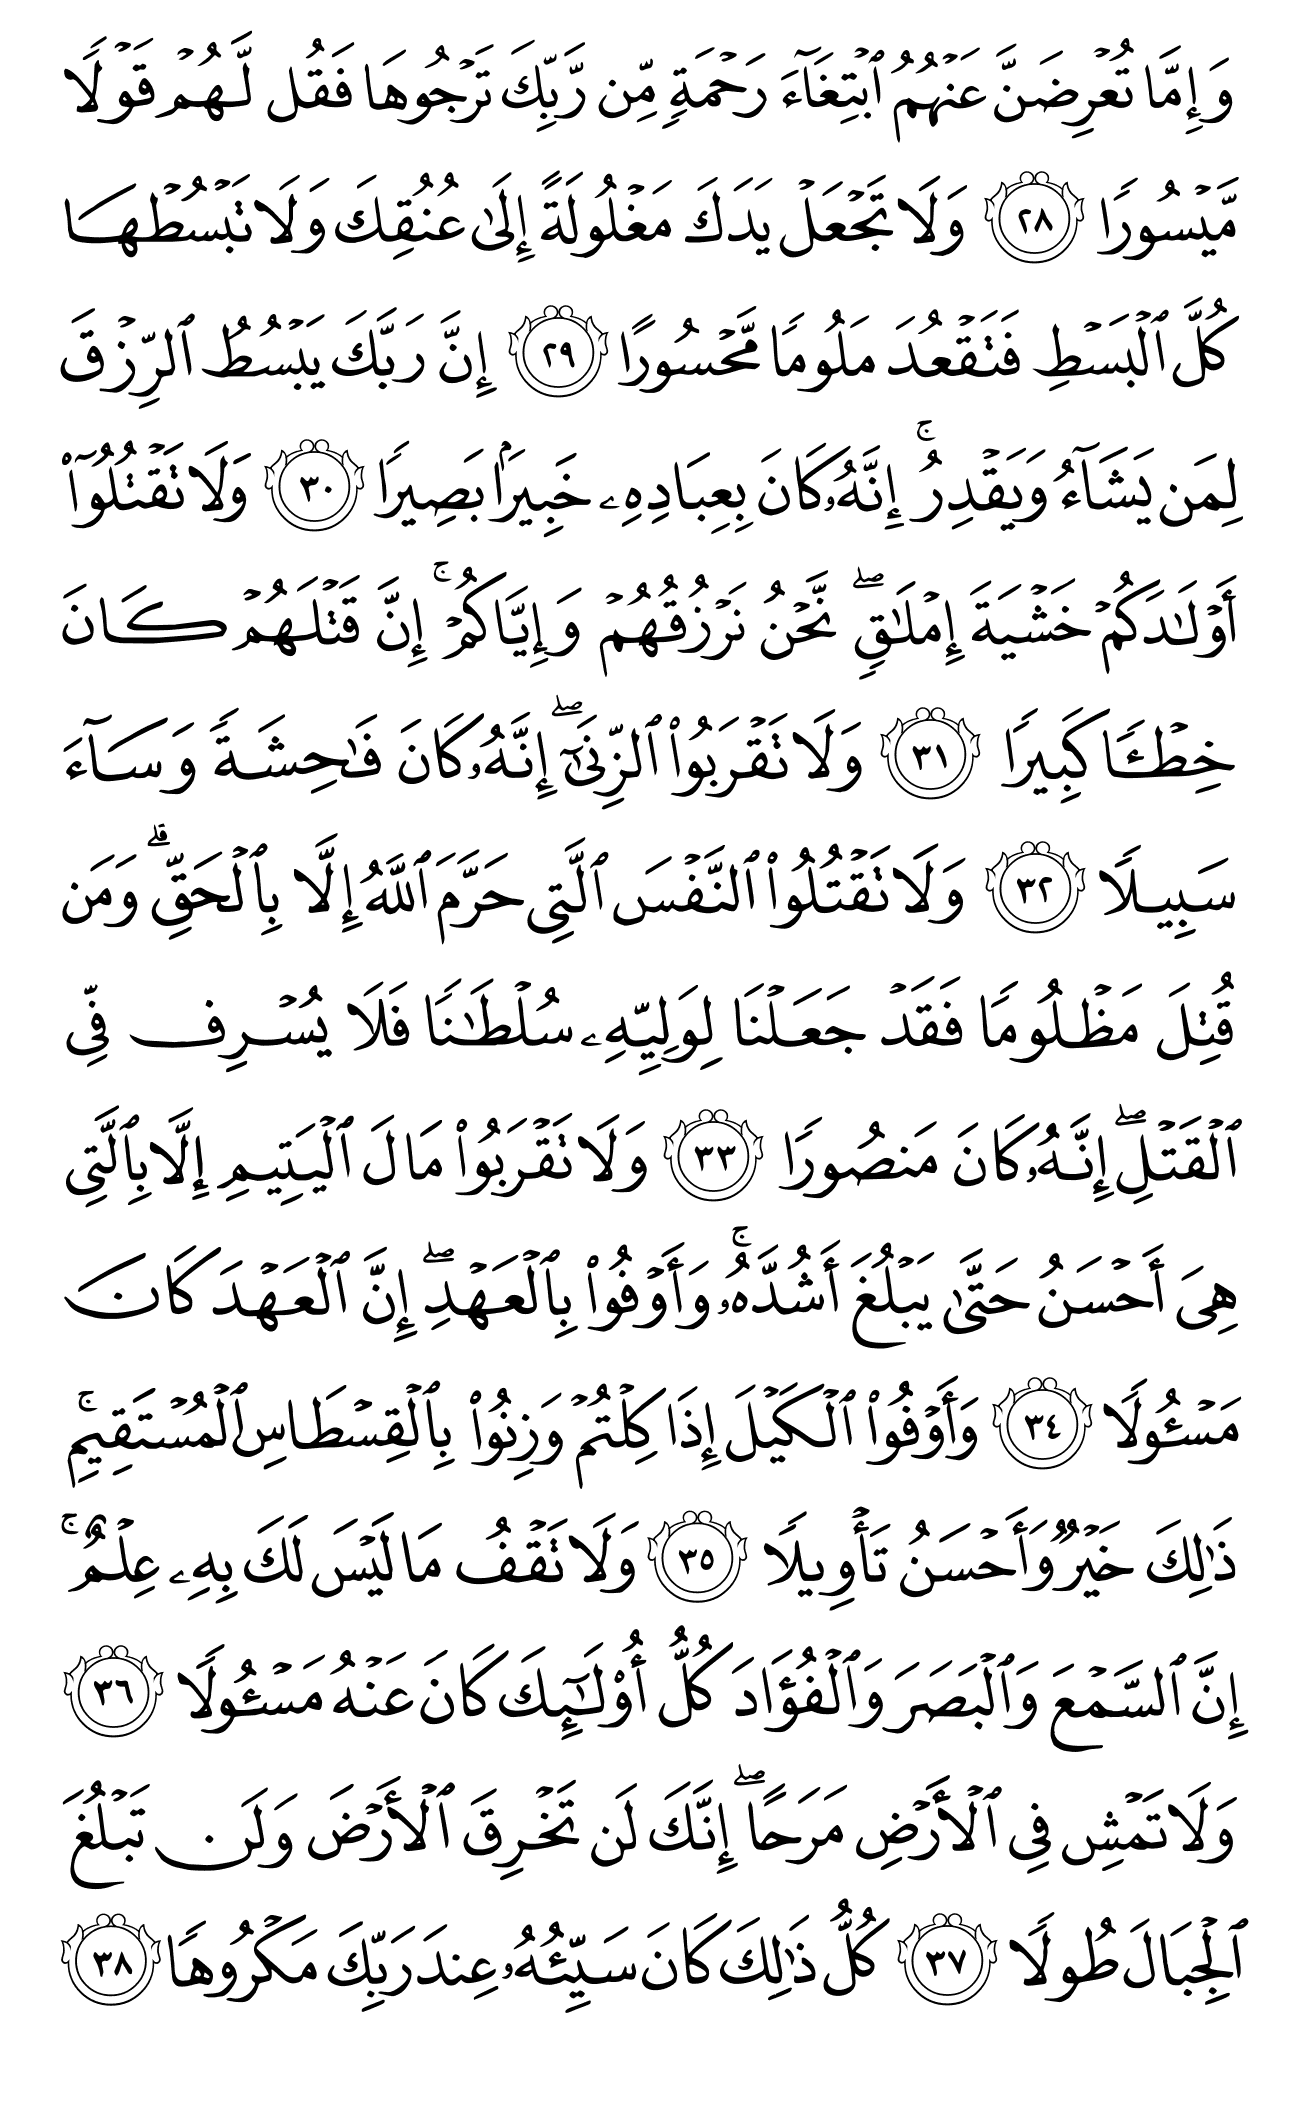 وَإِمَّا تُعۡرِضَنَّ عَنۡهُمُ ٱبۡتِغَآءَ رَحۡمَةٖ مِّن رَّبِّكَ تَرۡجُوهَا فَقُل لَّهُمۡ قَوۡلٗا
مَّيۡسُورٗا ٢٨ وَلَا تَجۡعَلۡ يَدَكَ مَغۡلُولَةً إِلَىٰ عُنُقِكَ وَلَا تَبۡسُطۡهَا
كُلَّ ٱلۡبَسۡطِ فَتَقۡعُدَ مَلُومٗا مَّحۡسُورًا ٢٩ إِنَّ رَبَّكَ يَبۡسُطُ ٱلرِّزۡقَ
لِمَن يَشَآءُ وَيَقۡدِرُۚ إِنَّهُۥ كَانَ بِعِبَادِهِۦ خَبِيرَۢا بَصِيرٗا ٣٠ وَلَا تَقۡتُلُوٓاْ
أَوۡلَٰدَكُمۡ خَشۡيَةَ إِمۡلَٰقٖۖ نَّحۡنُ نَرۡزُقُهُمۡ وَإِيَّاكُمۡۚ إِنَّ قَتۡلَهُمۡ كَانَ
خِطۡـٔٗا كَبِيرٗا ٣١ وَلَا تَقۡرَبُواْ ٱلزِّنَىٰٓۖ إِنَّهُۥ كَانَ فَٰحِشَةٗ وَسَآءَ
سَبِيلٗا ٣٢ وَلَا تَقۡتُلُواْ ٱلنَّفۡسَ ٱلَّتِي حَرَّمَ ٱللَّهُ إِلَّا بِٱلۡحَقِّۗ وَمَن
قُتِلَ مَظۡلُومٗا فَقَدۡ جَعَلۡنَا لِوَلِيِّهِۦ سُلۡطَٰنٗا فَلَا يُسۡرِف فِّي
ٱلۡقَتۡلِۖ إِنَّهُۥ كَانَ مَنصُورٗا ٣٣ وَلَا تَقۡرَبُواْ مَالَ ٱلۡيَتِيمِ إِلَّا بِٱلَّتِي
هِيَ أَحۡسَنُ حَتَّىٰ يَبۡلُغَ أَشُدَّهُۥۚ وَأَوۡفُواْ بِٱلۡعَهۡدِۖ إِنَّ ٱلۡعَهۡدَ كَانَ
مَسۡـُٔولٗا ٣٤ وَأَوۡفُواْ ٱلۡكَيۡلَ إِذَا كِلۡتُمۡ وَزِنُواْ بِٱلۡقِسۡطَاسِ ٱلۡمُسۡتَقِيمِۚ
ذَٰلِكَ خَيۡرٞ وَأَحۡسَنُ تَأۡوِيلٗا ٣٥ وَلَا تَقۡفُ مَا لَيۡسَ لَكَ بِهِۦ عِلۡمٌۚ
إِنَّ ٱلسَّمۡعَ وَٱلۡبَصَرَ وَٱلۡفُؤَادَ كُلُّ أُوْلَٰٓئِكَ كَانَ عَنۡهُ مَسۡـُٔولٗا ٣٦
وَلَا تَمۡشِ فِي ٱلۡأَرۡضِ مَرَحًاۖ إِنَّكَ لَن تَخۡرِقَ ٱلۡأَرۡضَ وَلَن تَبۡلُغَ
ٱلۡجِبَالَ طُولٗا ٣٧ كُلُّ ذَٰلِكَ كَانَ سَيِّئُهُۥ عِندَ رَبِّكَ مَكۡرُوهٗا ٣٨